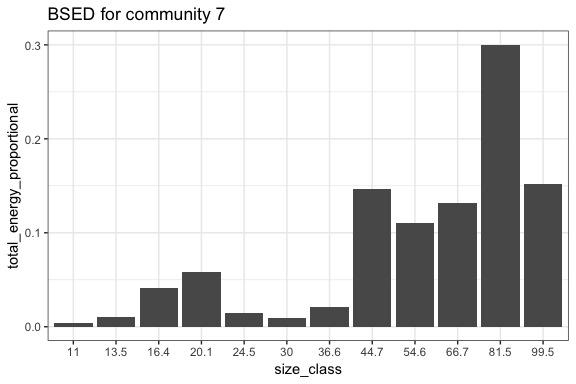 BSED for community 7
total_energy_proportional
0.3
0.2
0.1
0.0
11 13.5 16.4 20.1 24.5 30 36.6 44.7 54.6 66.7 81.5 99.5
size_class